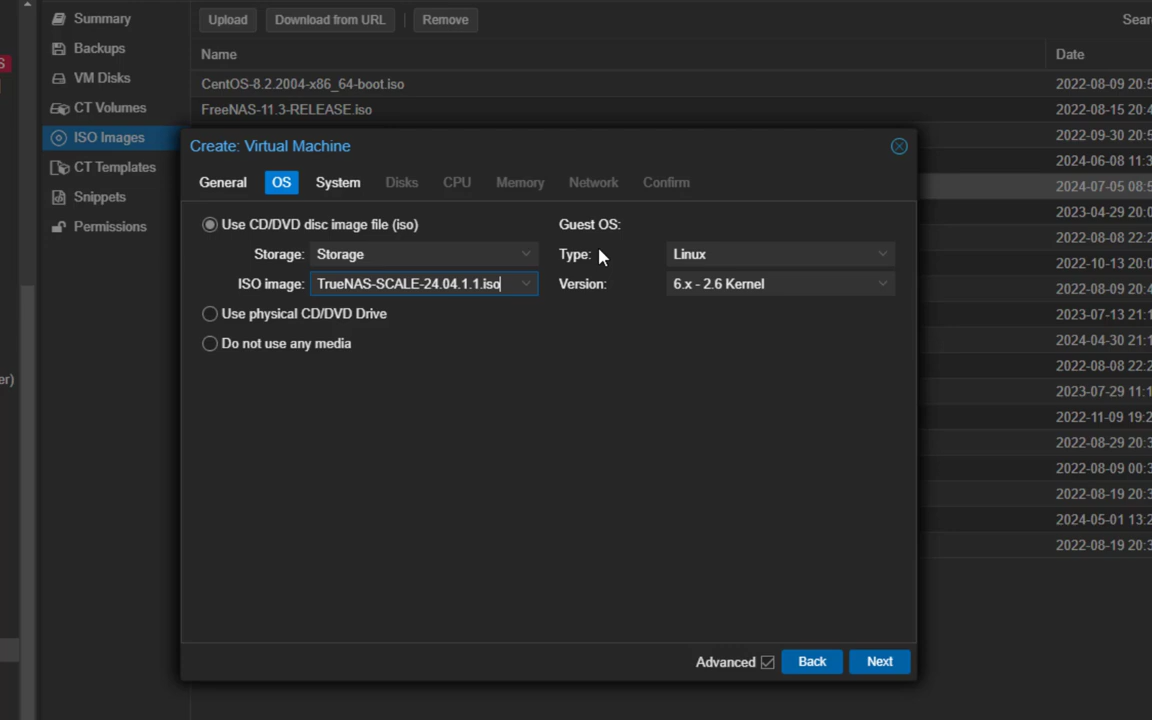 Summary
Backups
VM Disks
CT Volumes
ISO Images
CT Templates
Snippets
Permissions
Upload Download from URL Remove
Name Date
CentOS-8.2.2004-x86_64-boot.iso 2022-08-09 20:5
FreeNAS-11.3-RELEASE.iso 2022-08-15 20:4
2022-09-30 20:5
2024-06-08 11:3
2024-07-05 08:5
2023-04-29 20:0
2022-08-08 22:2
2022-10-13 20:0
2022-08-09 20:4
2023-07-13 21:1
2024-04-30 21:1
2022-08-08 22:2
2023-07-29 11:1
2022-11-09 19:2
2022-08-29 20:3
2022-08-09 00:3
2022-08-19 20:3
2024-05-01 13:2
2022-08-19 20:3
Create: Virtual Machine
General OS System Disks CPU Memory Network Confirm
Use CD/DVD disc image file (iso) Guest OS:
Storage: Storage Type: Linux
ISO image: TrueNAS-SCALE-24.04.1.1.iso Version: 6.x - 2.6 Kernel
Use physical CD/DVD Drive
Do not use any media
Advanced Back Next
er)